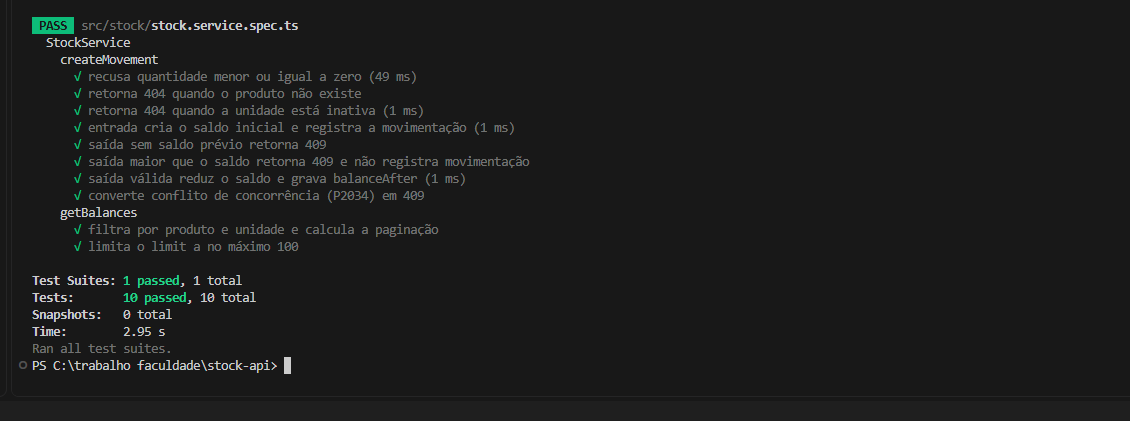 PASS src/stock/stock.service.spec.ts
StockService
createMovement
√ recusa quantidade menor ou igual a zero (49 ms)
√ retorna 404 quando o produto não existe
√ retorna 404 quando a unidade está inativa (1 ms)
√ entrada cria o saldo inicial e registra a movimentação (1 ms)
√ saída sem saldo prévio retorna 409
√ saída maior que o saldo retorna 409 e não registra movimentação
√ saída válida reduz o saldo e grava balanceAfter (1 ms)
√ converte conflito de concorrência (P2034) em 409
getBalances
√ filtra por produto e unidade e calcula a paginação
√ limita o limit a no máximo 100
Test Suites: 1 passed, 1 total
Tests: 10 passed, 10 total
Snapshots: 0 total
Time: 2.95 s
Ran all test suites.
PS C:\trabalho faculdade\stock-api>